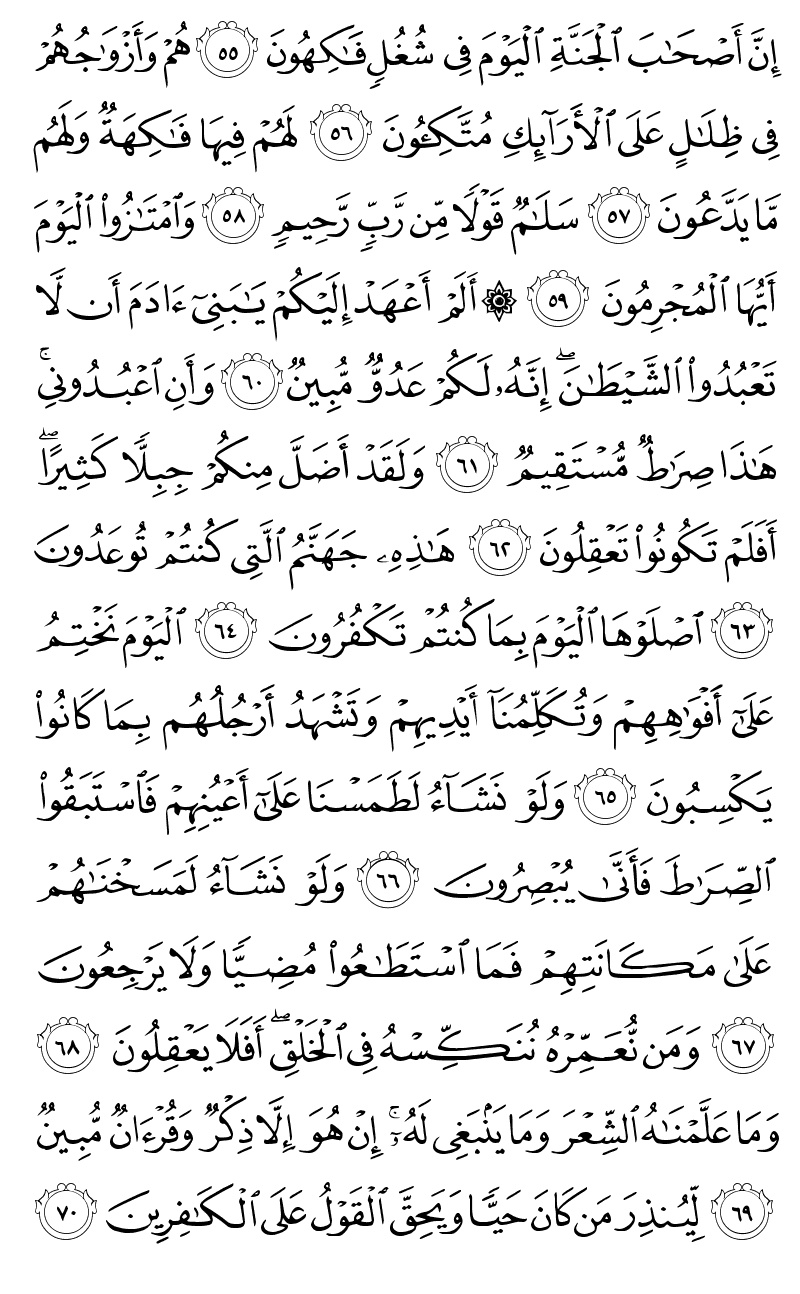 إِنَّ أَصْحَٰبَ ٱلْجَنَّةِ ٱلْيَوْمَ فِى شُغُلٍۢ فَٰكِهُونَ ٥٥ هُمْ وَأَزْوَٰجُهُمْ
فِى ظِلَٰلٍ عَلَى ٱلْأَرَآئِكِ مُتَّكِـُٔونَ ٥٦ لَهُمْ فِيهَا فَٰكِهَةٌۭ وَلَهُم
مَّا يَدَّعُونَ ٥٧ سَلَٰمٌۭ قَوْلًۭا مِّن رَّبٍّۢ رَّحِيمٍۢ ٥٨ وَٱمْتَٰزُوا۟ ٱلْيَوْمَ
أَيُّهَا ٱلْمُجْرِمُونَ ٥٩ ۞ أَلَمْ أَعْهَدْ إِلَيْكُمْ يَٰبَنِىٓ ءَادَمَ أَن لَّا
تَعْبُدُوا۟ ٱلشَّيْطَٰنَ ۖ إِنَّهُۥ لَكُمْ عَدُوٌّۭ مُّبِينٌۭ ٦٠ وَأَنِ ٱعْبُدُونِى ۚ
هَٰذَا صِرَٰطٌۭ مُّسْتَقِيمٌۭ ٦١ وَلَقَدْ أَضَلَّ مِنكُمْ جِبِلًّۭا كَثِيرًا ۖ
أَفَلَمْ تَكُونُوا۟ تَعْقِلُونَ ٦٢ هَٰذِهِۦ جَهَنَّمُ ٱلَّتِى كُنتُمْ تُوعَدُونَ
٦٣ ٱصْلَوْهَا ٱلْيَوْمَ بِمَا كُنتُمْ تَكْفُرُونَ ٦٤ ٱلْيَوْمَ نَخْتِمُ
عَلَىٰٓ أَفْوَٰهِهِمْ وَتُكَلِّمُنَآ أَيْدِيهِمْ وَتَشْهَدُ أَرْجُلُهُم بِمَا كَانُوا۟
يَكْسِبُونَ ٦٥ وَلَوْ نَشَآءُ لَطَمَسْنَا عَلَىٰٓ أَعْيُنِهِمْ فَٱسْتَبَقُوا۟
ٱلصِّرَٰطَ فَأَنَّىٰ يُبْصِرُونَ ٦٦ وَلَوْ نَشَآءُ لَمَسَخْنَٰهُمْ
عَلَىٰ مَكَانَتِهِمْ فَمَا ٱسْتَطَٰعُوا۟ مُضِيًّۭا وَلَا يَرْجِعُونَ
٦٧ وَمَن نُّعَمِّرْهُ نُنَكِّسْهُ فِى ٱلْخَلْقِ ۖ أَفَلَا يَعْقِلُونَ ٦٨
وَمَا عَلَّمْنَٰهُ ٱلشِّعْرَ وَمَا يَنۢبَغِى لَهُۥٓ ۚ إِنْ هُوَ إِلَّا ذِكْرٌۭ وَقُرْءَانٌۭ مُّبِينٌۭ
٦٩ لِّيُنذِرَ مَن كَانَ حَيًّۭا وَيَحِقَّ ٱلْقَوْلُ عَلَى ٱلْكَٰفِرِينَ ٧٠